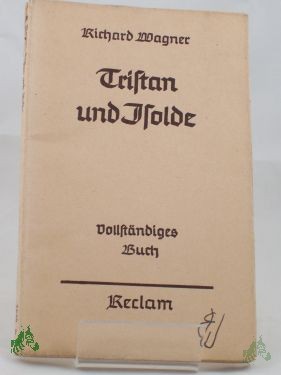 Richard Wagner
Tristan
und Isolde
Vollständiges
Buch
Reclam